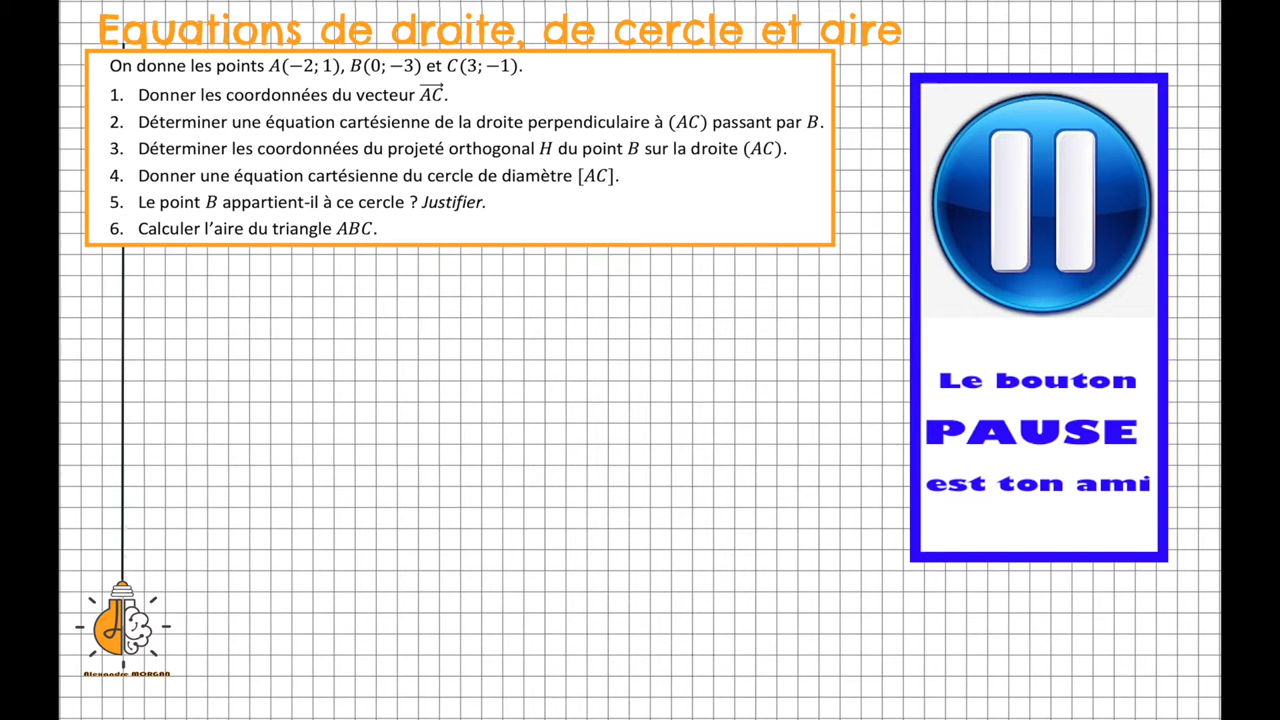 Equations de droite, de cercle et aire
On donne les points A(−2; 1), B(0; −3) et C(3; −1).
1. Donner les coordonnées du vecteur $\overrightarrow{AC}$.
2. Déterminer une équation cartésienne de la droite perpendiculaire à (AC) passant par B.
3. Déterminer les coordonnées du projeté orthogonal H du point B sur la droite (AC).
4. Donner une équation cartésienne du cercle de diamètre [AC].
5. Le point B appartient-il à ce cercle ? Justifier.
6. Calculer l’aire du triangle ABC.
Le bouton
PAUSE
est ton ami
Alexandre MORGAN